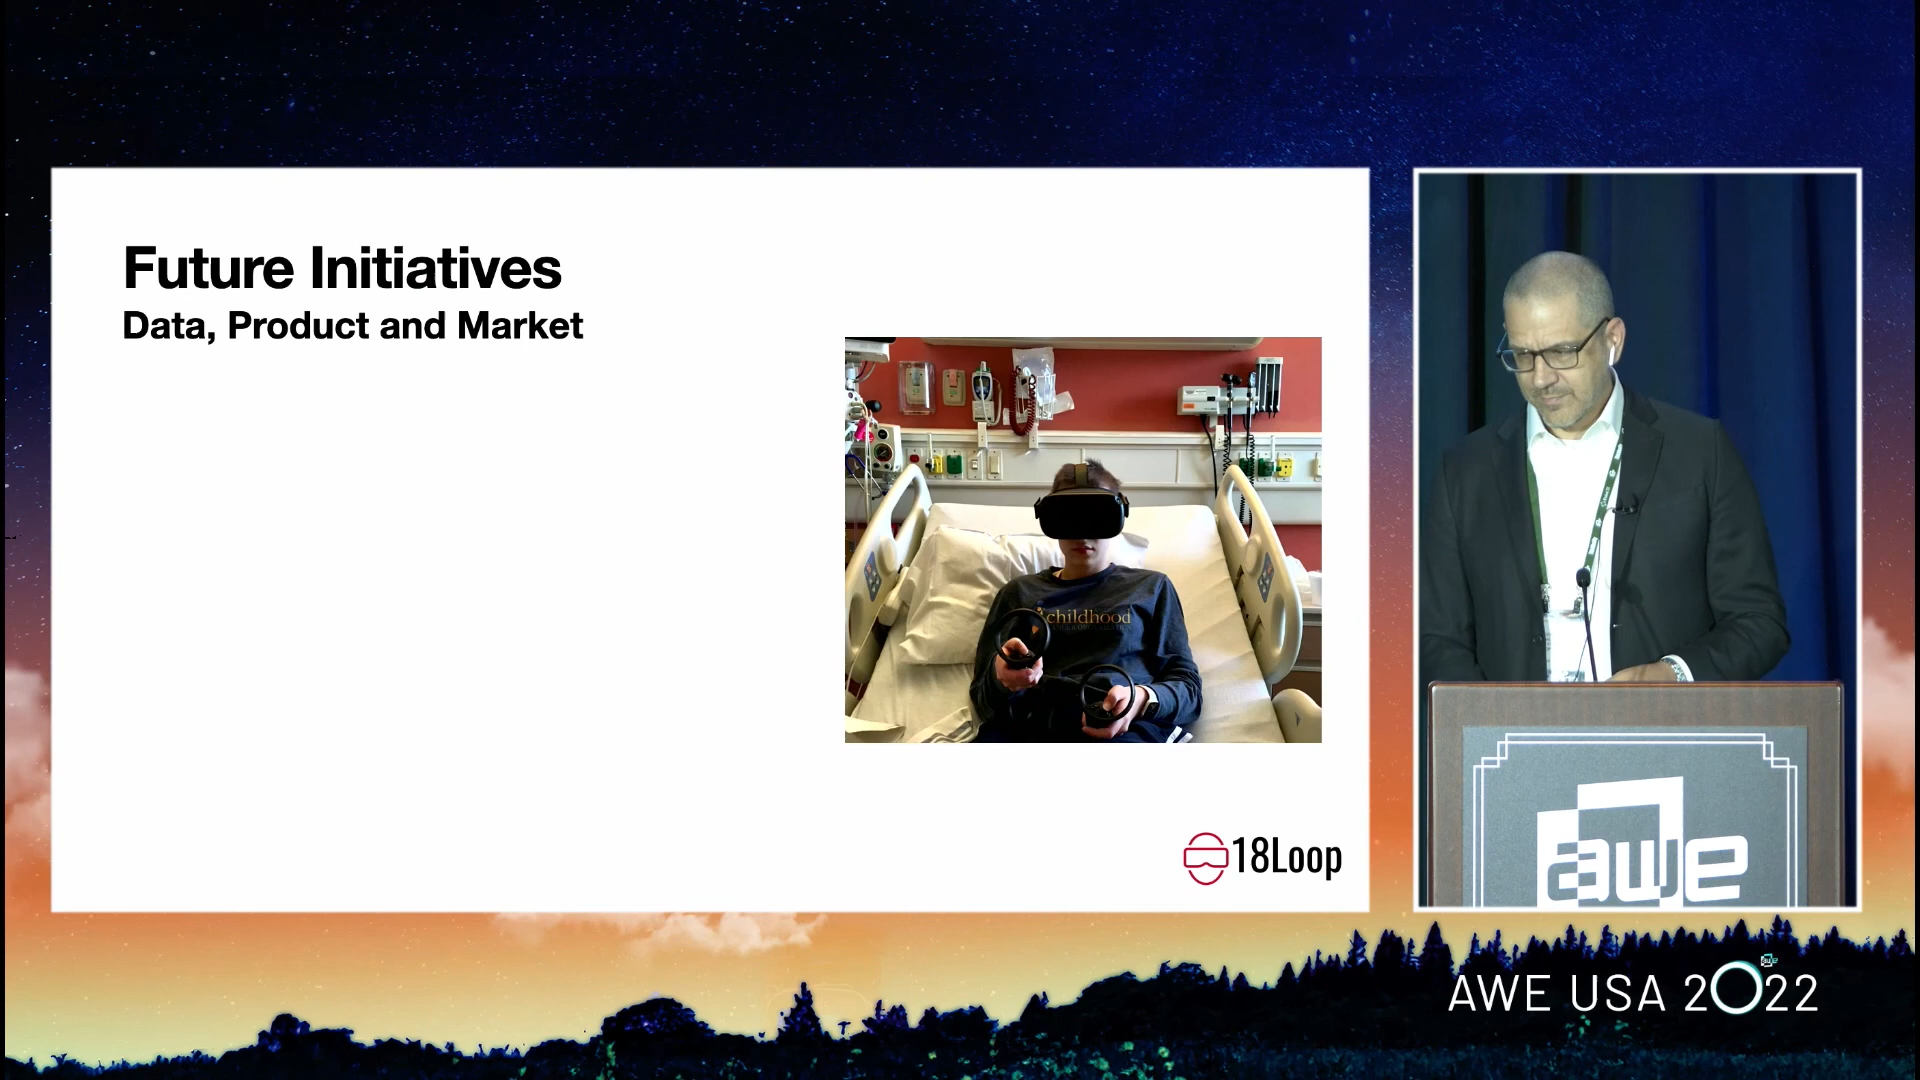 Future Initiatives
Data, Product and Market
childhood
18Loop
awe
AWE USA 2022